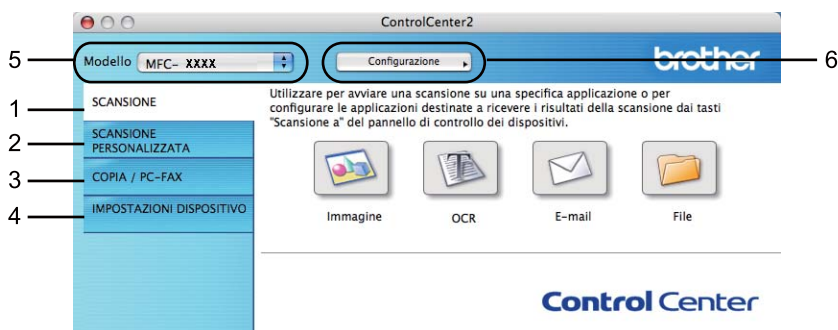 ControlCenter2
5
Modello MFC- XXXX
Configurazione
brother
6
1
SCANSIONE
2
SCANSIONE
PERSONALIZZATA
3
COPIA / PC-FAX
4
IMPOSTAZIONI DISPOSITIVO
Utilizzare per avviare una scansione su una specifica applicazione o per
configurare le applicazioni destinate a ricevere i risultati della scansione dai tasti
"Scansione a" del pannello di controllo dei dispositivi.
Immagine
OCR
E-mail
File
Control Center